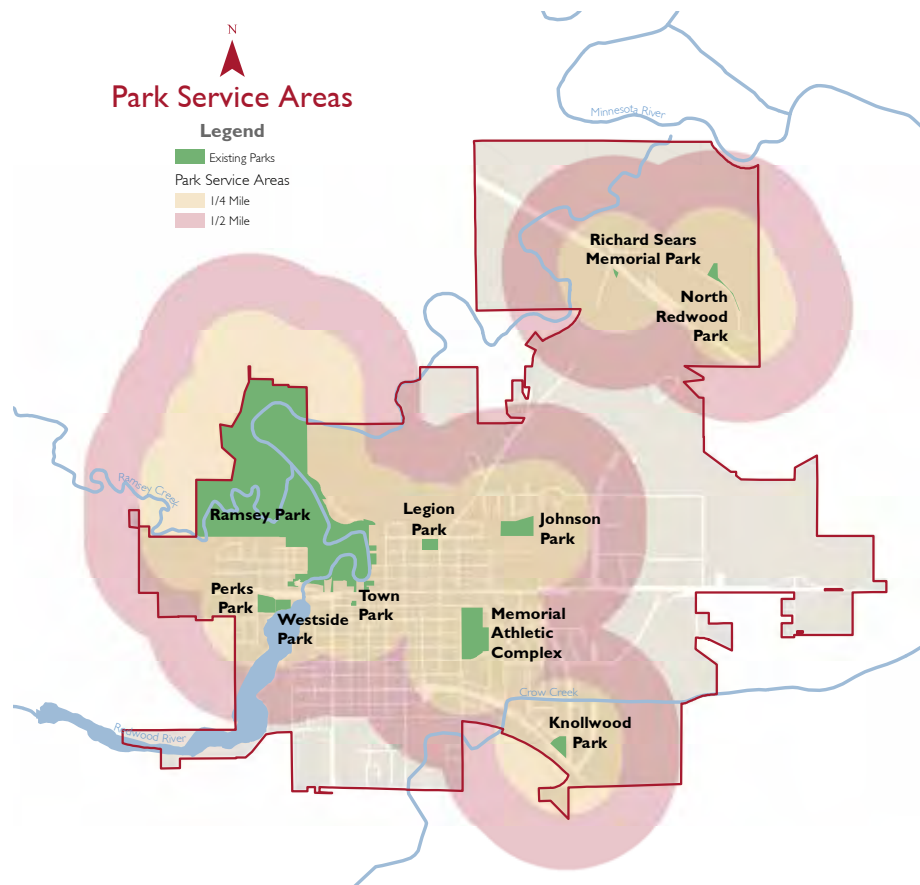 N
Park Service Areas
Legend
Existing Parks
Park Service Areas
1/4 Mile
1/2 Mile
Minnesota River
Richard Sears
Memorial Park
North
Redwood
Park
Ramsey Creek
Ramsey Park
Legion
Park
Johnson
Park
Perks
Park
Westside
Park
Town
Park
Memorial
Athletic
Complex
Crow Creek
Knollwood
Park
Redwood River